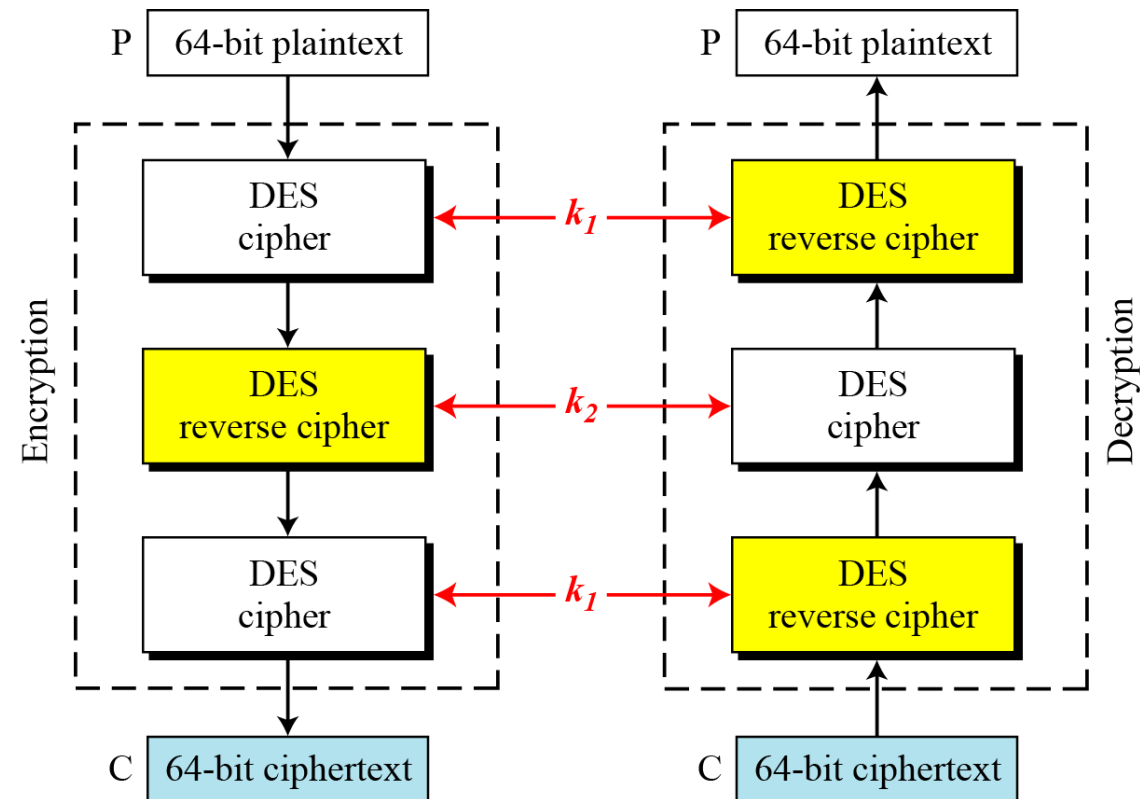 P 64-bit plaintext
Encryption
DES
cipher
k1
DES
reverse cipher
k2
DES
cipher
k1
C 64-bit ciphertext
P 64-bit plaintext
DES
reverse cipher
DES
cipher
DES
reverse cipher
Decryption
C 64-bit ciphertext